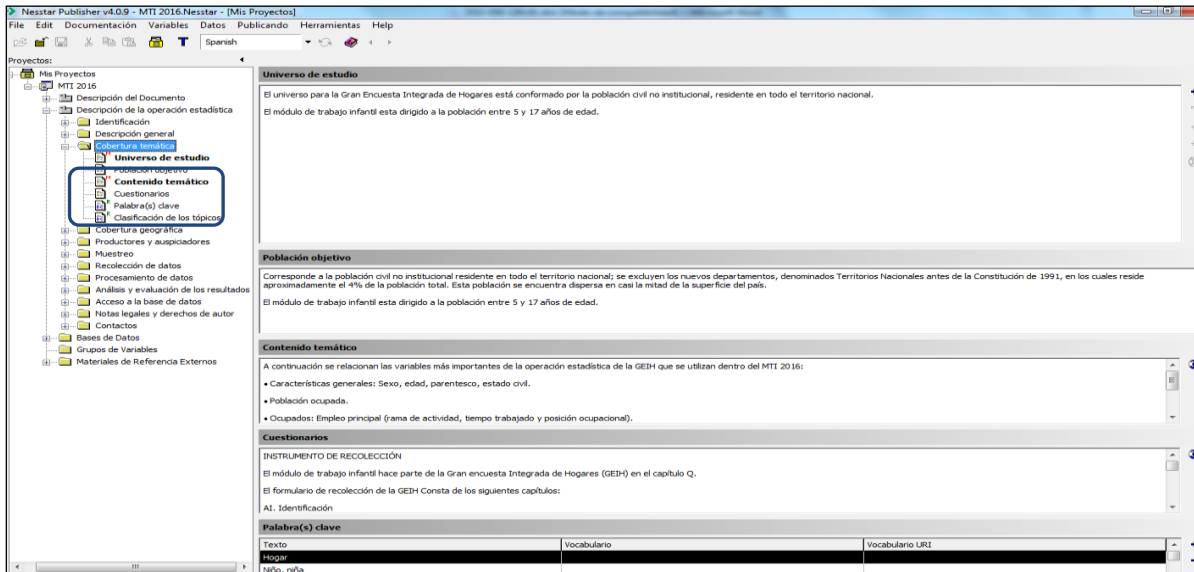 Nesstar Publisher v4.0.9 - MTI 2016.Nesstar - [Mis Proyectos]
File Edit Documentación Variables Datos Publicando Herramientas Help
Spanish
Proyectos:
Mis Proyectos
MTI 2016
Descripción del Documento
Descripción de la operación estadística
Identificación
Descripción general
Cobertura temática
Universo de estudio
Población objetivo
Contenido temático
Cuestionarios
Palabra(s) clave
Clasificación de los tópicos
Cobertura geográfica
Productores y auspiciadores
Muestreo
Recolección de datos
Procesamiento de datos
Análisis y evaluación de los resultados
Acceso a la base de datos
Notas legales y derechos de autor
Contactos
Bases de Datos
Grupos de Variables
Materiales de Referencia Externos
Universo de estudio
El universo para la Gran Encuesta Integrada de Hogares está conformado por la población civil no institucional, residente en todo el territorio nacional.
El módulo de trabajo infantil esta dirigido a la población entre 5 y 17 años de edad.
Población objetivo
Corresponde a la población civil no institucional residente en todo el territorio nacional; se excluyen los nuevos departamentos, denominados Territorios Nacionales antes de la Constitución de 1991, en los cuales reside
aproximadamente el 4% de la población total. Esta población se encuentra dispersa en casi la mitad de la superficie del país.
El módulo de trabajo infantil esta dirigido a la población entre 5 y 17 años de edad.
Contenido temático
A continuación se relacionan las variables más importantes de la operación estadística de la GEIH que se utilizan dentro del MTI 2016:
• Características generales: Sexo, edad, parentesco, estado civil.
• Población ocupada.
• Ocupados: Empleo principal (rama de actividad, tiempo trabajado y posición ocupacional).
Cuestionarios
INSTRUMENTO DE RECOLECCIÓN
El módulo de trabajo infantil hace parte de la Gran encuesta Integrada de Hogares (GEIH) en el capítulo Q.
El formulario de recolección de la GEIH Consta de los siguientes capítulos:
AI. Identificación
Palabra(s) clave
Texto Vocabulario Vocabulario URI
Hogar
Niño, niña